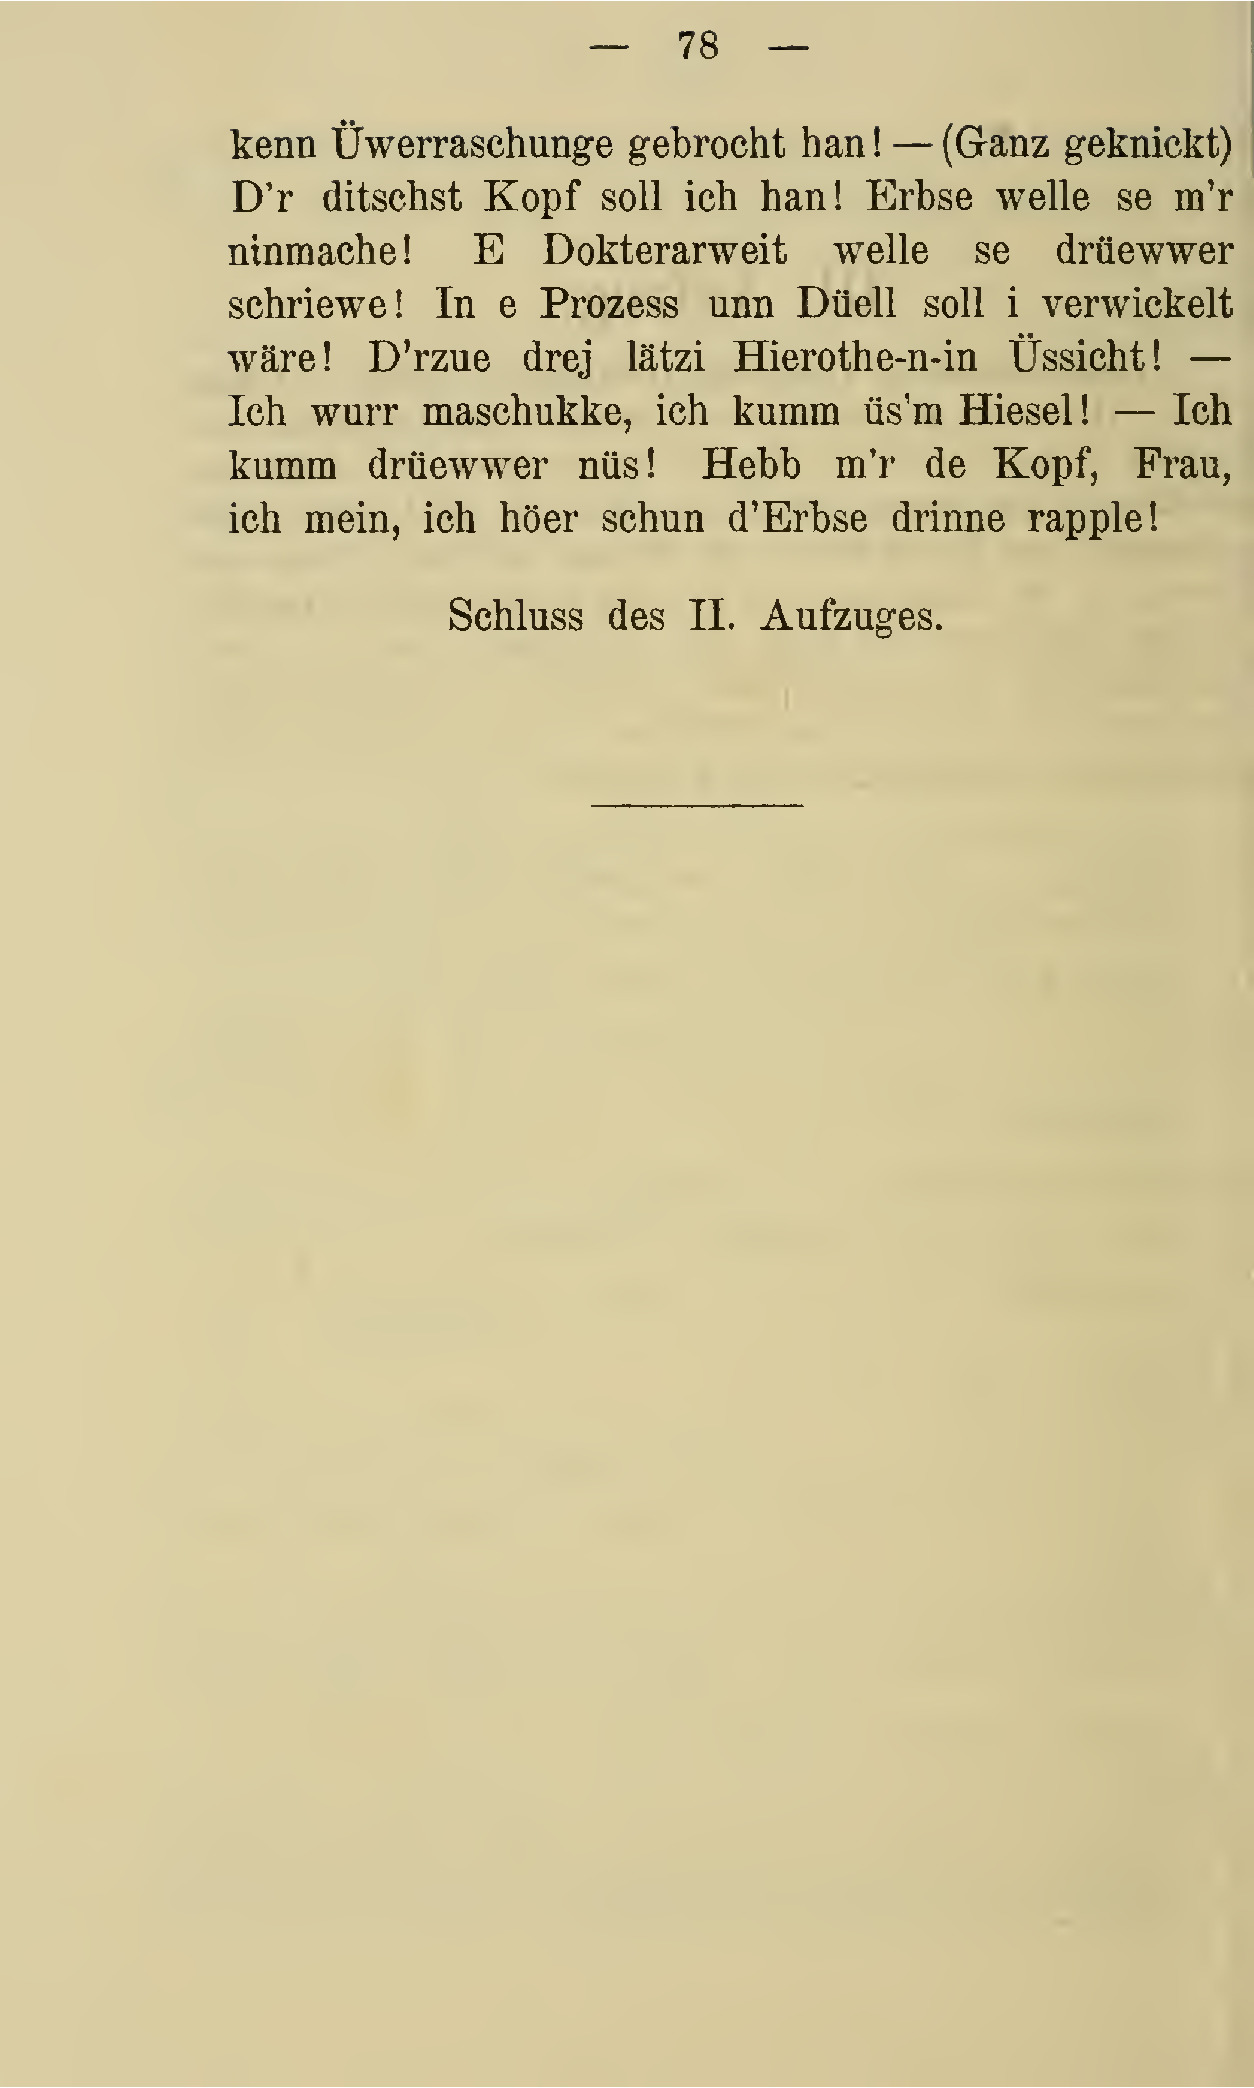 — 78 —
kenn Üwerraschunge gebrocht han! — (Ganz geknickt)
D'r ditschst Kopf soll ich han! Erbse welle se m'r
ninmache! E Dokterarweit welle se drüewwer
schriewe! In e Prozess unn Düell soll i verwickelt
wäre! D'rzue drej lätzi Hierothe-n-in Üssicht! —
Ich wurr maschukke, ich kumm üs'm Hiesel! — Ich
kumm drüewwer nüs! Hebb m'r de Kopf, Frau,
ich mein, ich höer schun d'Erbse drinne rapple!
Schluss des II. Aufzuges.